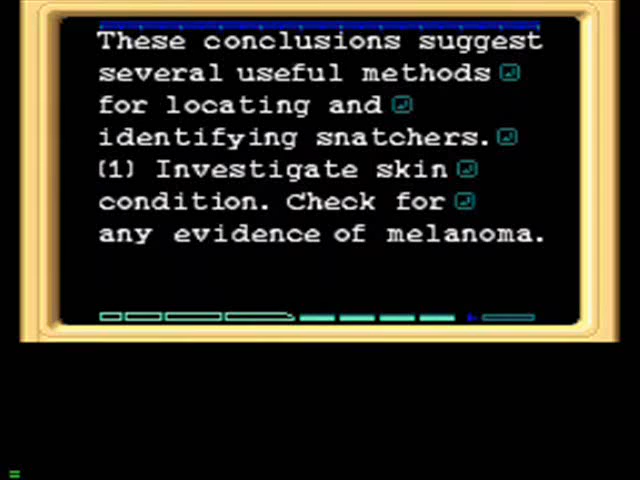 These conclusions suggest
several useful methods
for locating and
identifying snatchers.
(1) Investigate skin
condition. Check for
any evidence of melanoma.